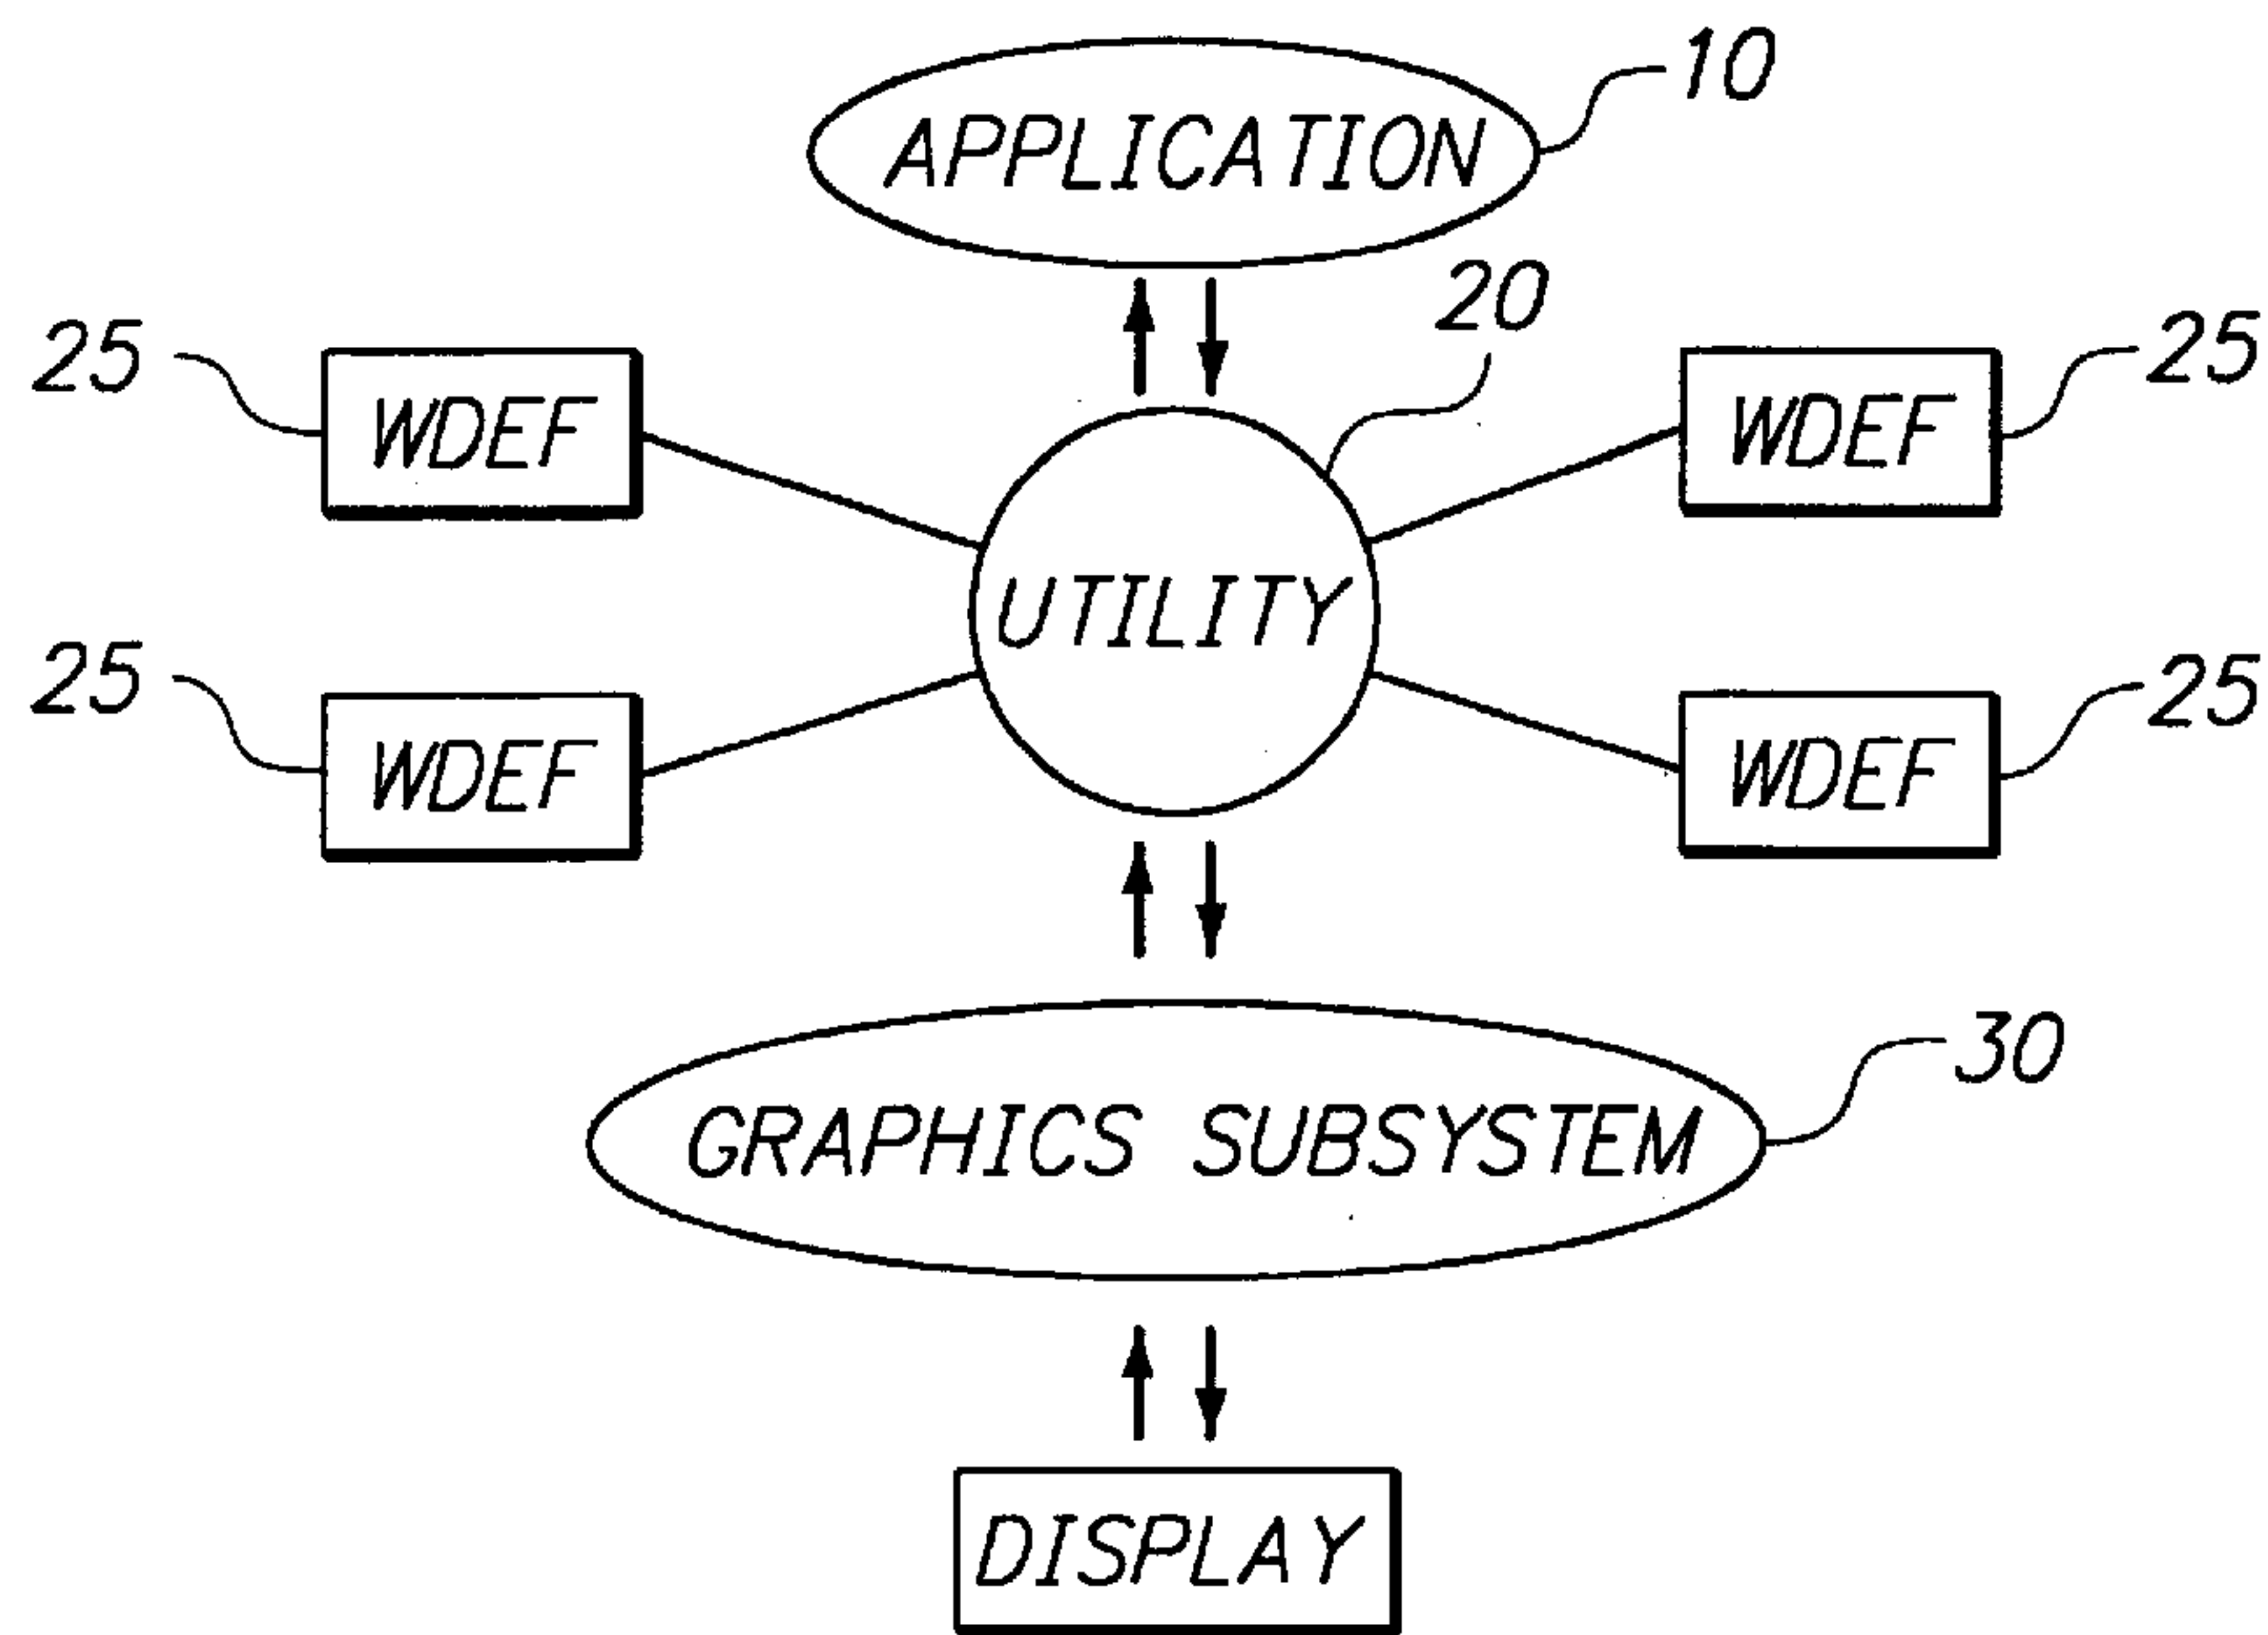 10
APPLICATION
20
25
WDEF
WDEF
25
UTILITY
25
WDEF
WDEF
25
30
GRAPHICS SUBSYSTEM
DISPLAY